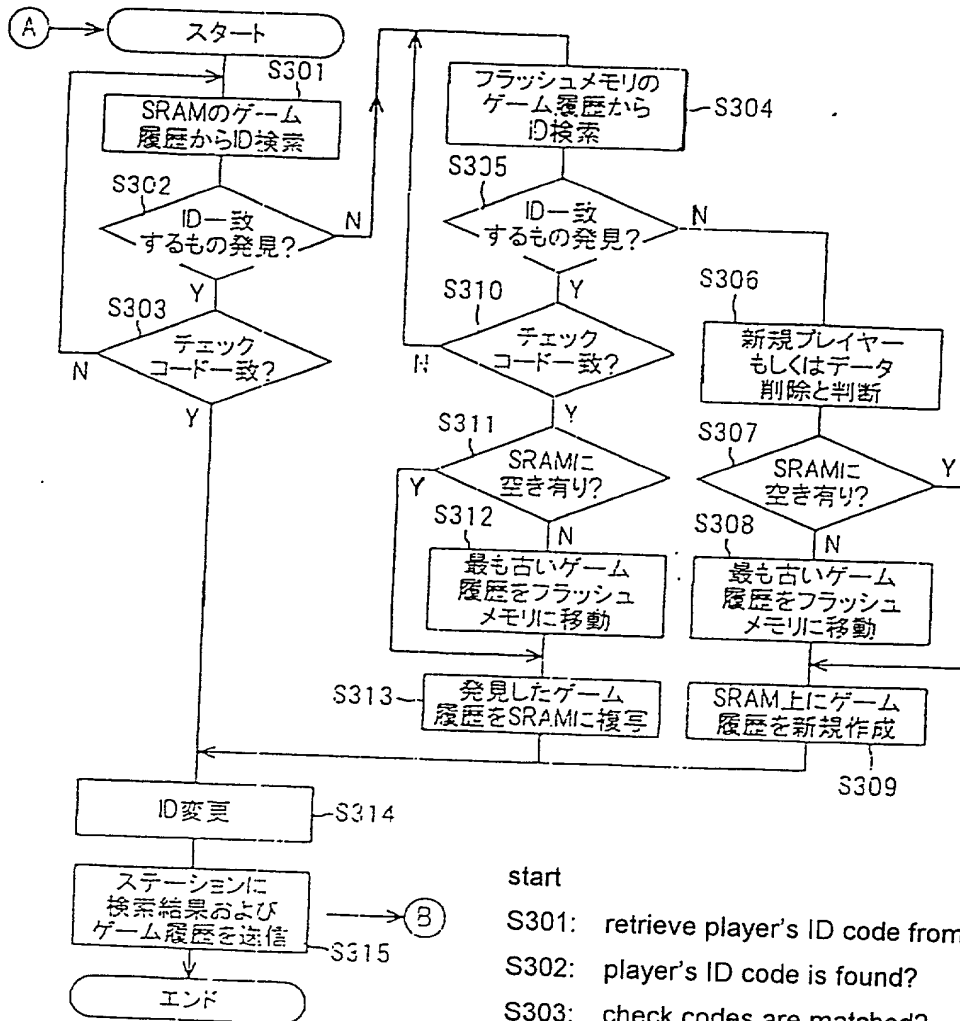 A
スタート
S301
SRAMのゲーム
履歴からID検索
S302
ID一致
するもの発見?
N
Y
S303
チェック
コード一致?
N
Y
フラッシュメモリの
ゲーム履歴から
ID検索
S304
S305
ID一致
するもの発見?
N
Y
S310
チェック
コード一致?
N
Y
S306
新規プレイヤー
もしくはデータ
削除と判断
S311
SRAMに
空き有り?
Y
N
S307
SRAMに
空き有り?
Y
N
S312
最も古いゲーム
履歴をフラッシュ
メモリに移動
S308
最も古いゲーム
履歴をフラッシュ
メモリに移動
S313
発見したゲーム
履歴をSRAMに複写
SRAM上にゲーム
履歴を新規作成
S309
ID変更
S314
ステーションに
検索結果および
ゲーム履歴を送信
S315
B
エンド
start
S301: retrieve player's ID code from
S302: player's ID code is found?
S303: check codes are matched?